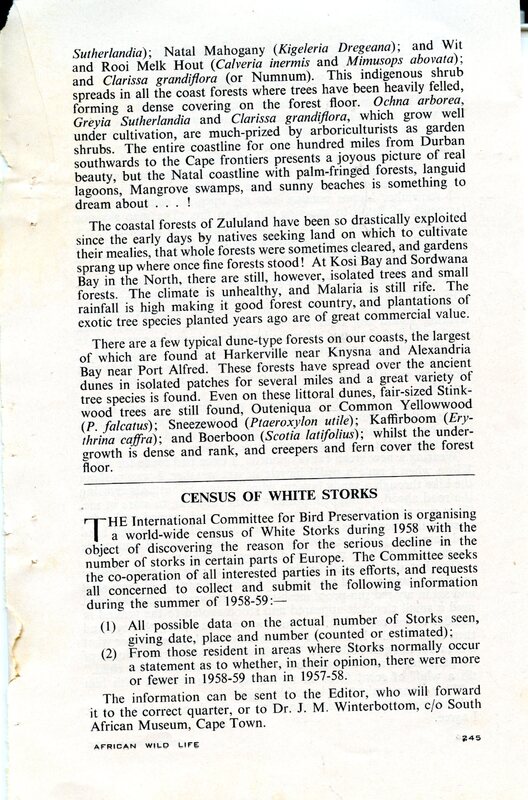 Sutherlandia); Natal Mahogany (Kigeleria Dregeana); and Wit
and Rooi Melk Hout (Calveria inermis and Mimusops abovata);
and Clarissa grandiflora (or Numnum). This indigenous shrub
spreads in all the coast forests where trees have been heavily felled,
forming a dense covering on the forest floor. Ochna arborea,
Greyia Sutherlandia and Clarissa grandiflora, which grow well
under cultivation, are much-prized by arboriculturists as garden
shrubs. The entire coastline for one hundred miles from Durban
southwards to the Cape frontiers presents a joyous picture of real
beauty, but the Natal coastline with palm-fringed forests, languid
lagoons, Mangrove swamps, and sunny beaches is something to
dream about . . . !
The coastal forests of Zululand have been so drastically exploited
since the early days by natives seeking land on which to cultivate
their mealies, that whole forests were sometimes cleared, and gardens
sprang up where once fine forests stood! At Kosi Bay and Sordwana
Bay in the North, there are still, however, isolated trees and small
forests. The climate is unhealthy, and Malaria is still rife. The
rainfall is high making it good forest country, and plantations of
exotic tree species planted years ago are of great commercial value.
There are a few typical dune-type forests on our coasts, the largest
of which are found at Harkerville near Knysna and Alexandria
Bay near Port Alfred. These forests have spread over the ancient
dunes in isolated patches for several miles and a great variety of
tree species is found. Even on these littoral dunes, fair-sized Stink-
wood trees are still found, Outeniqua or Common Yellowwood
(P. falcatus); Sneezewood (Ptaeroxylon utile); Kaffirboom (Ery-
thrina caffra); and Boerboon (Scotia latifolius); whilst the under-
growth is dense and rank, and creepers and fern cover the forest
floor.
CENSUS OF WHITE STORKS
THE International Committee for Bird Preservation is organising
a world-wide census of White Storks during 1958 with the
object of discovering the reason for the serious decline in the
number of storks in certain parts of Europe. The Committee seeks
the co-operation of all interested parties in its efforts, and requests
all concerned to collect and submit the following information
during the summer of 1958-59:—
(1) All possible data on the actual number of Storks seen,
giving date, place and number (counted or estimated);
(2) From those resident in areas where Storks normally occur
a statement as to whether, in their opinion, there were more
or fewer in 1958-59 than in 1957-58.
The information can be sent to the Editor, who will forward
it to the correct quarter, or to Dr. J. M. Winterbottom, c/o South
African Museum, Cape Town.
AFRICAN WILD LIFE
245